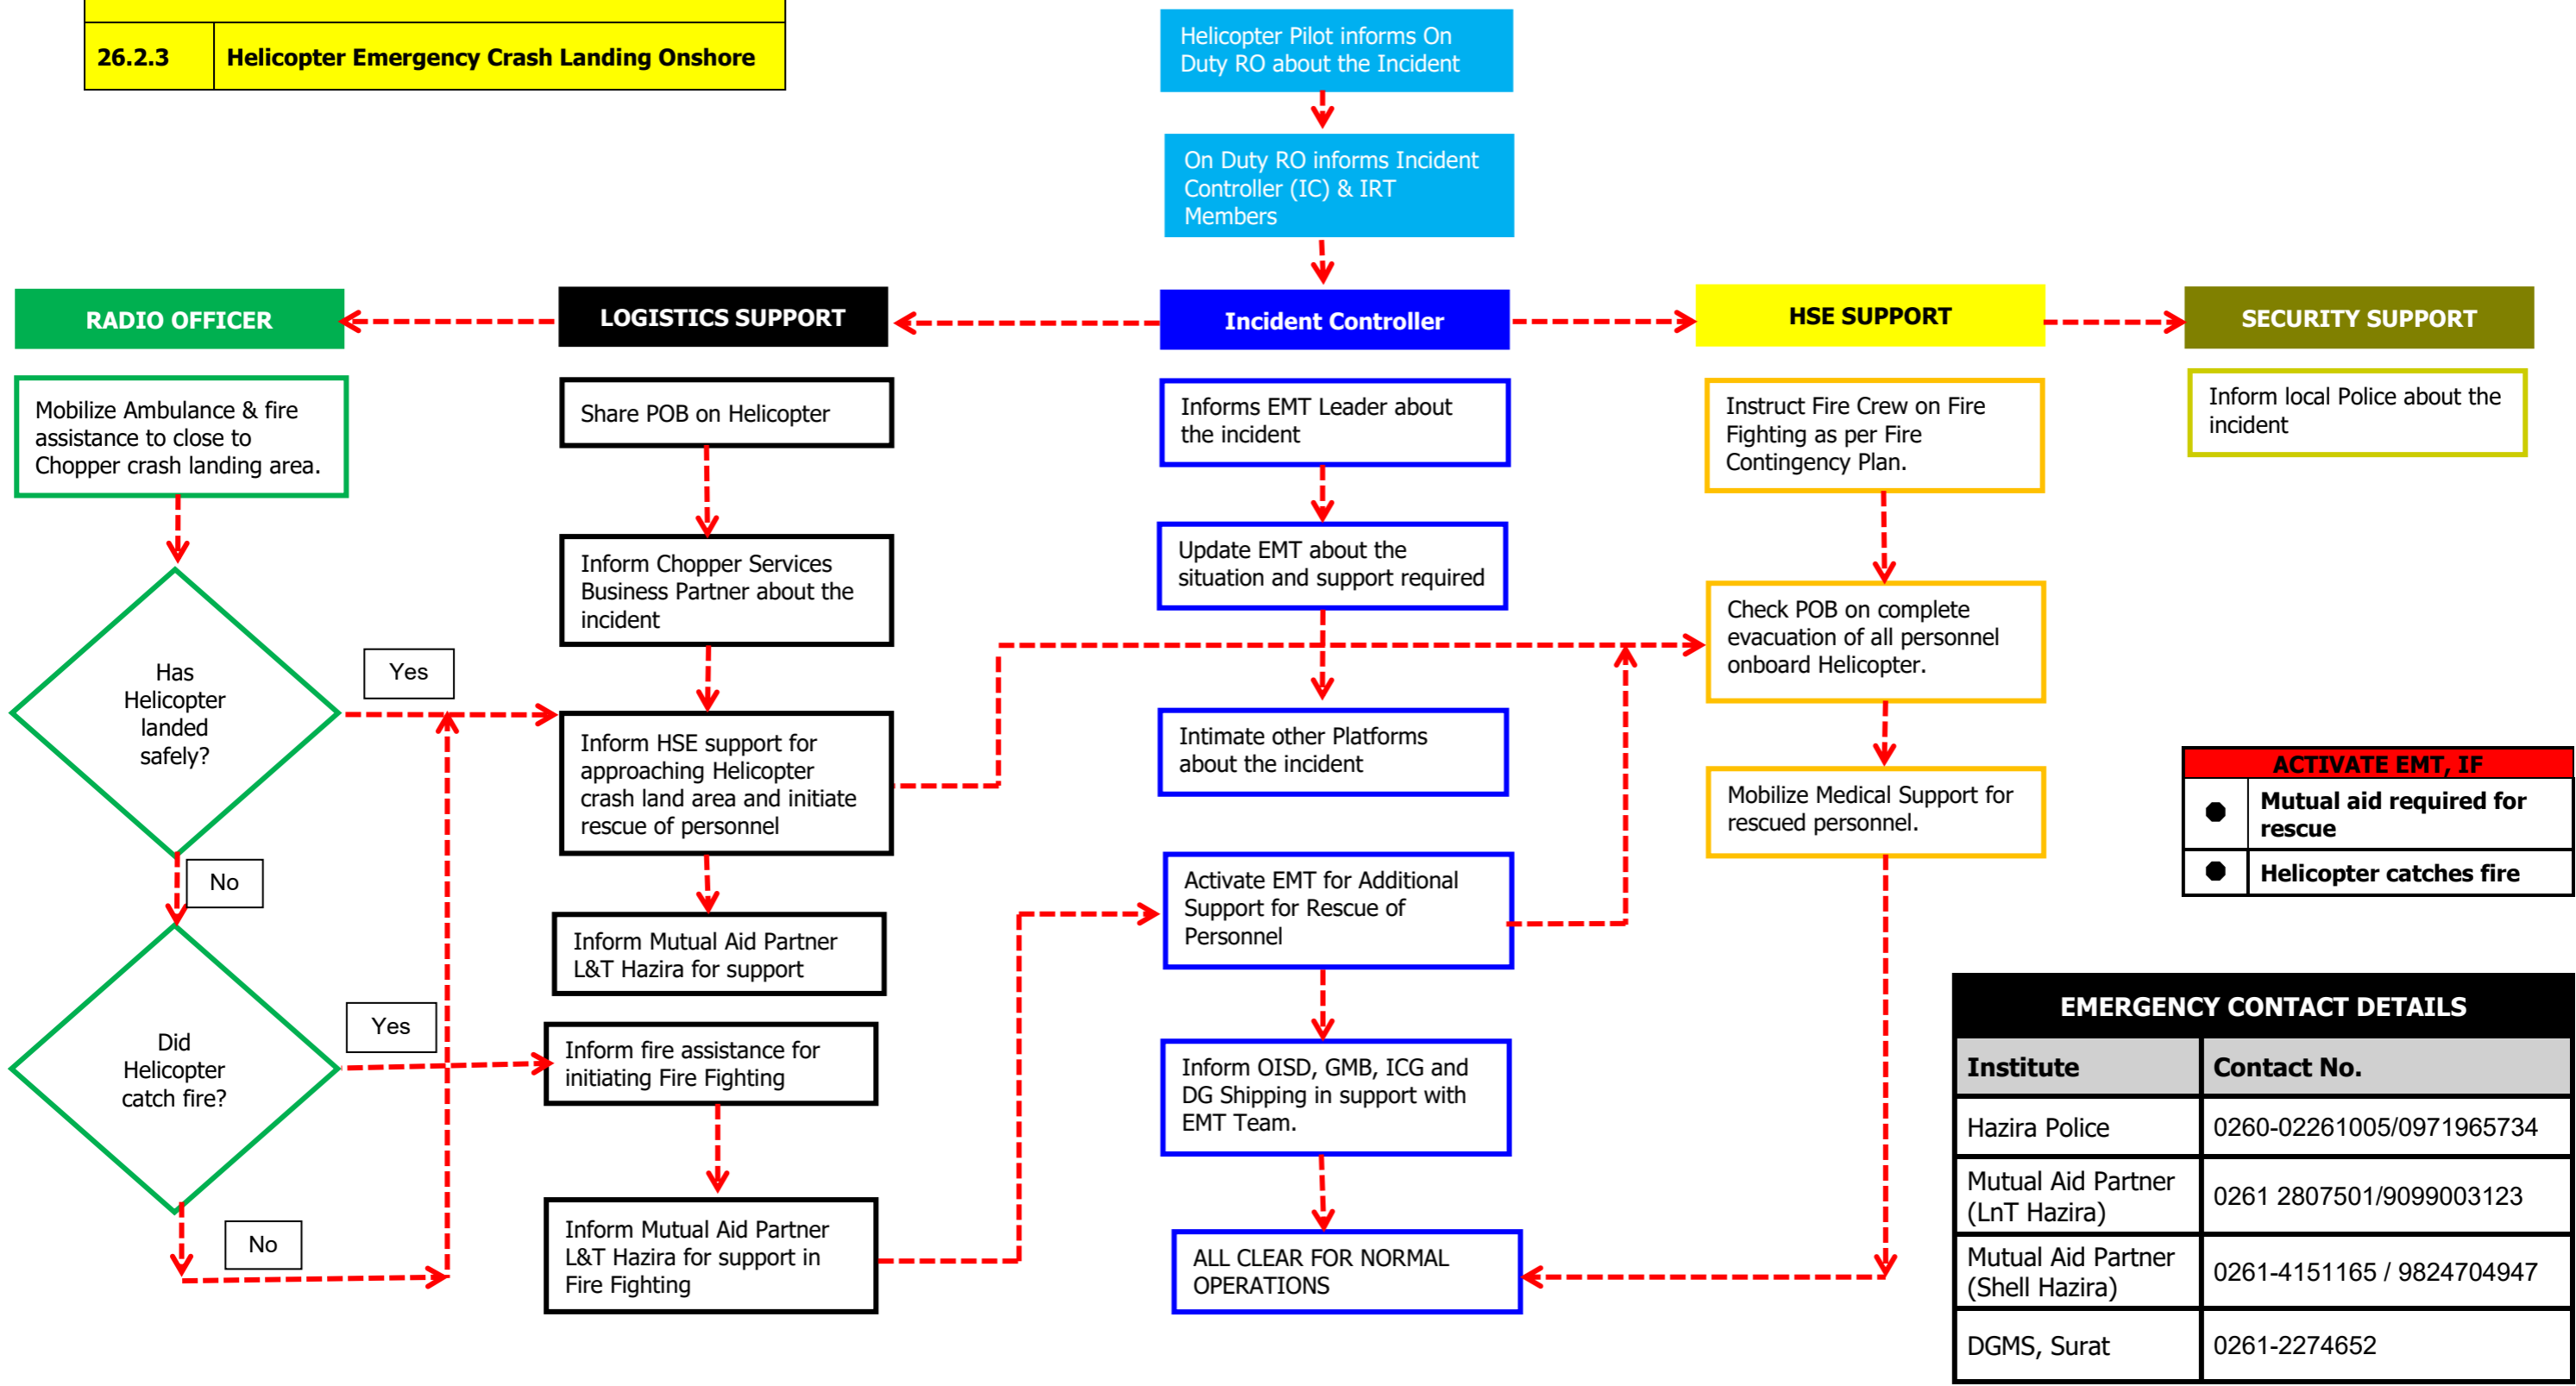 26.2.3 Helicopter Emergency Crash Landing Onshore
Helicopter Pilot informs On
Duty RO about the Incident
On Duty RO informs Incident
Controller (IC) & IRT
Members
RADIO OFFICER
LOGISTICS SUPPORT
Incident Controller
HSE SUPPORT
SECURITY SUPPORT
Mobilize Ambulance & fire
assistance to close to
Chopper crash landing area.
Has
Helicopter
landed
safely?
Yes
No
Did
Helicopter
catch fire?
Yes
No
Share POB on Helicopter
Inform Chopper Services
Business Partner about the
incident
Inform HSE support for
approaching Helicopter
crash land area and initiate
rescue of personnel
Inform Mutual Aid Partner
L&T Hazira for support
Inform fire assistance for
initiating Fire Fighting
Inform Mutual Aid Partner
L&T Hazira for support in
Fire Fighting
Informs EMT Leader about
the incident
Update EMT about the
situation and support required
Intimate other Platforms
about the incident
Activate EMT for Additional
Support for Rescue of
Personnel
Inform OISD, GMB, ICG and
DG Shipping in support with
EMT Team.
ALL CLEAR FOR NORMAL
OPERATIONS
Instruct Fire Crew on Fire
Fighting as per Fire
Contingency Plan.
Check POB on complete
evacuation of all personnel
onboard Helicopter.
Mobilize Medical Support for
rescued personnel.
Inform local Police about the
incident
ACTIVATE EMT, IF
Mutual aid required for
rescue
Helicopter catches fire
EMERGENCY CONTACT DETAILS
Institute Contact No.
Hazira Police 0260-02261005/0971965734
Mutual Aid Partner
(LnT Hazira) 0261 2807501/9099003123
Mutual Aid Partner
(Shell Hazira) 0261-4151165 / 9824704947
DGMS, Surat 0261-2274652